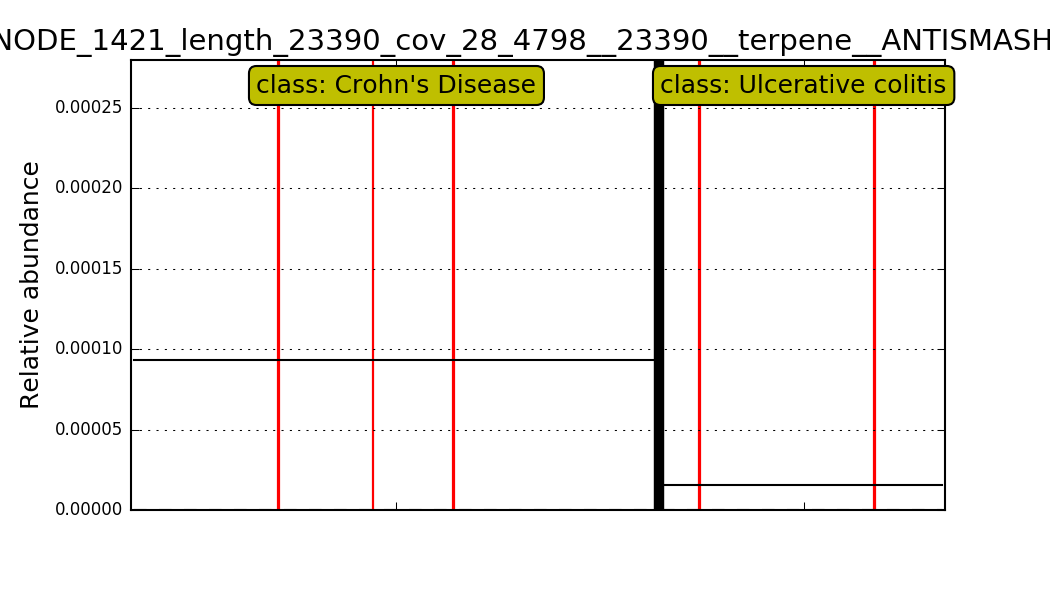 NODE_1421_length_23390_cov_28_4798__23390__terpene__ANTISMASH
class: Crohn's Disease
class: Ulcerative colitis
Relative abundance
0.00025
0.00020
0.00015
0.00010
0.00005
0.00000